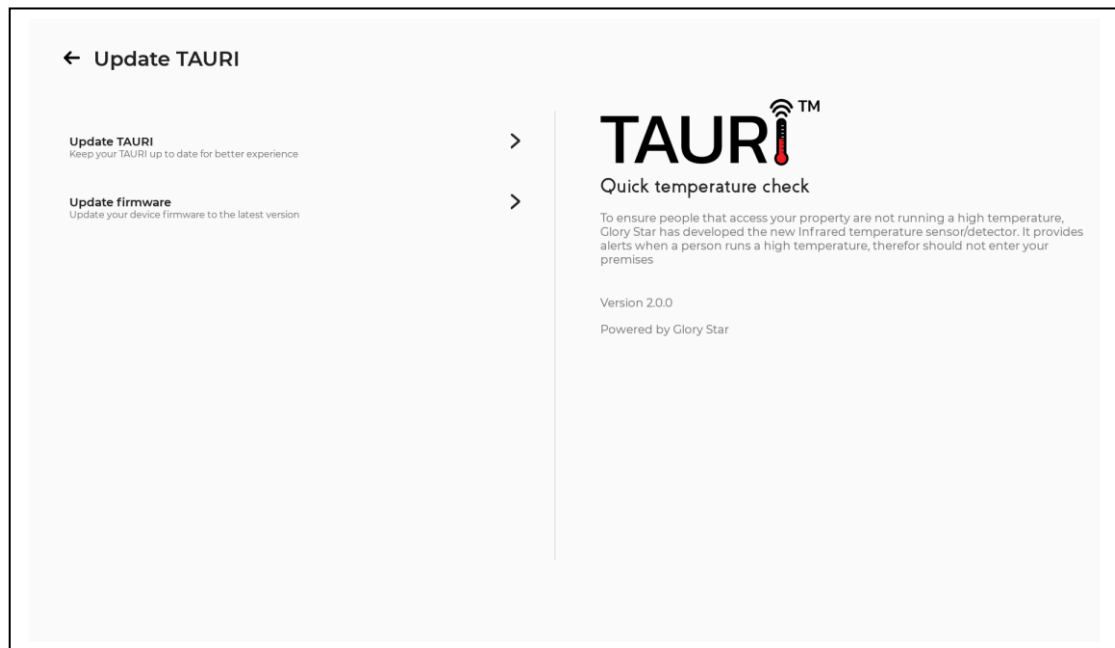 Update TAURI
Update TAURI
Keep your TAURI up to date for better experience
Update firmware
Update your device firmware to the latest version
TAURI™
Quick temperature check
To ensure people that access your property are not running a high temperature,
Glory Star has developed the new Infrared temperature sensor/detector. It provides
alerts when a person runs a high temperature, therefor should not enter your
premises
Version 2.0.0
Powered by Glory Star